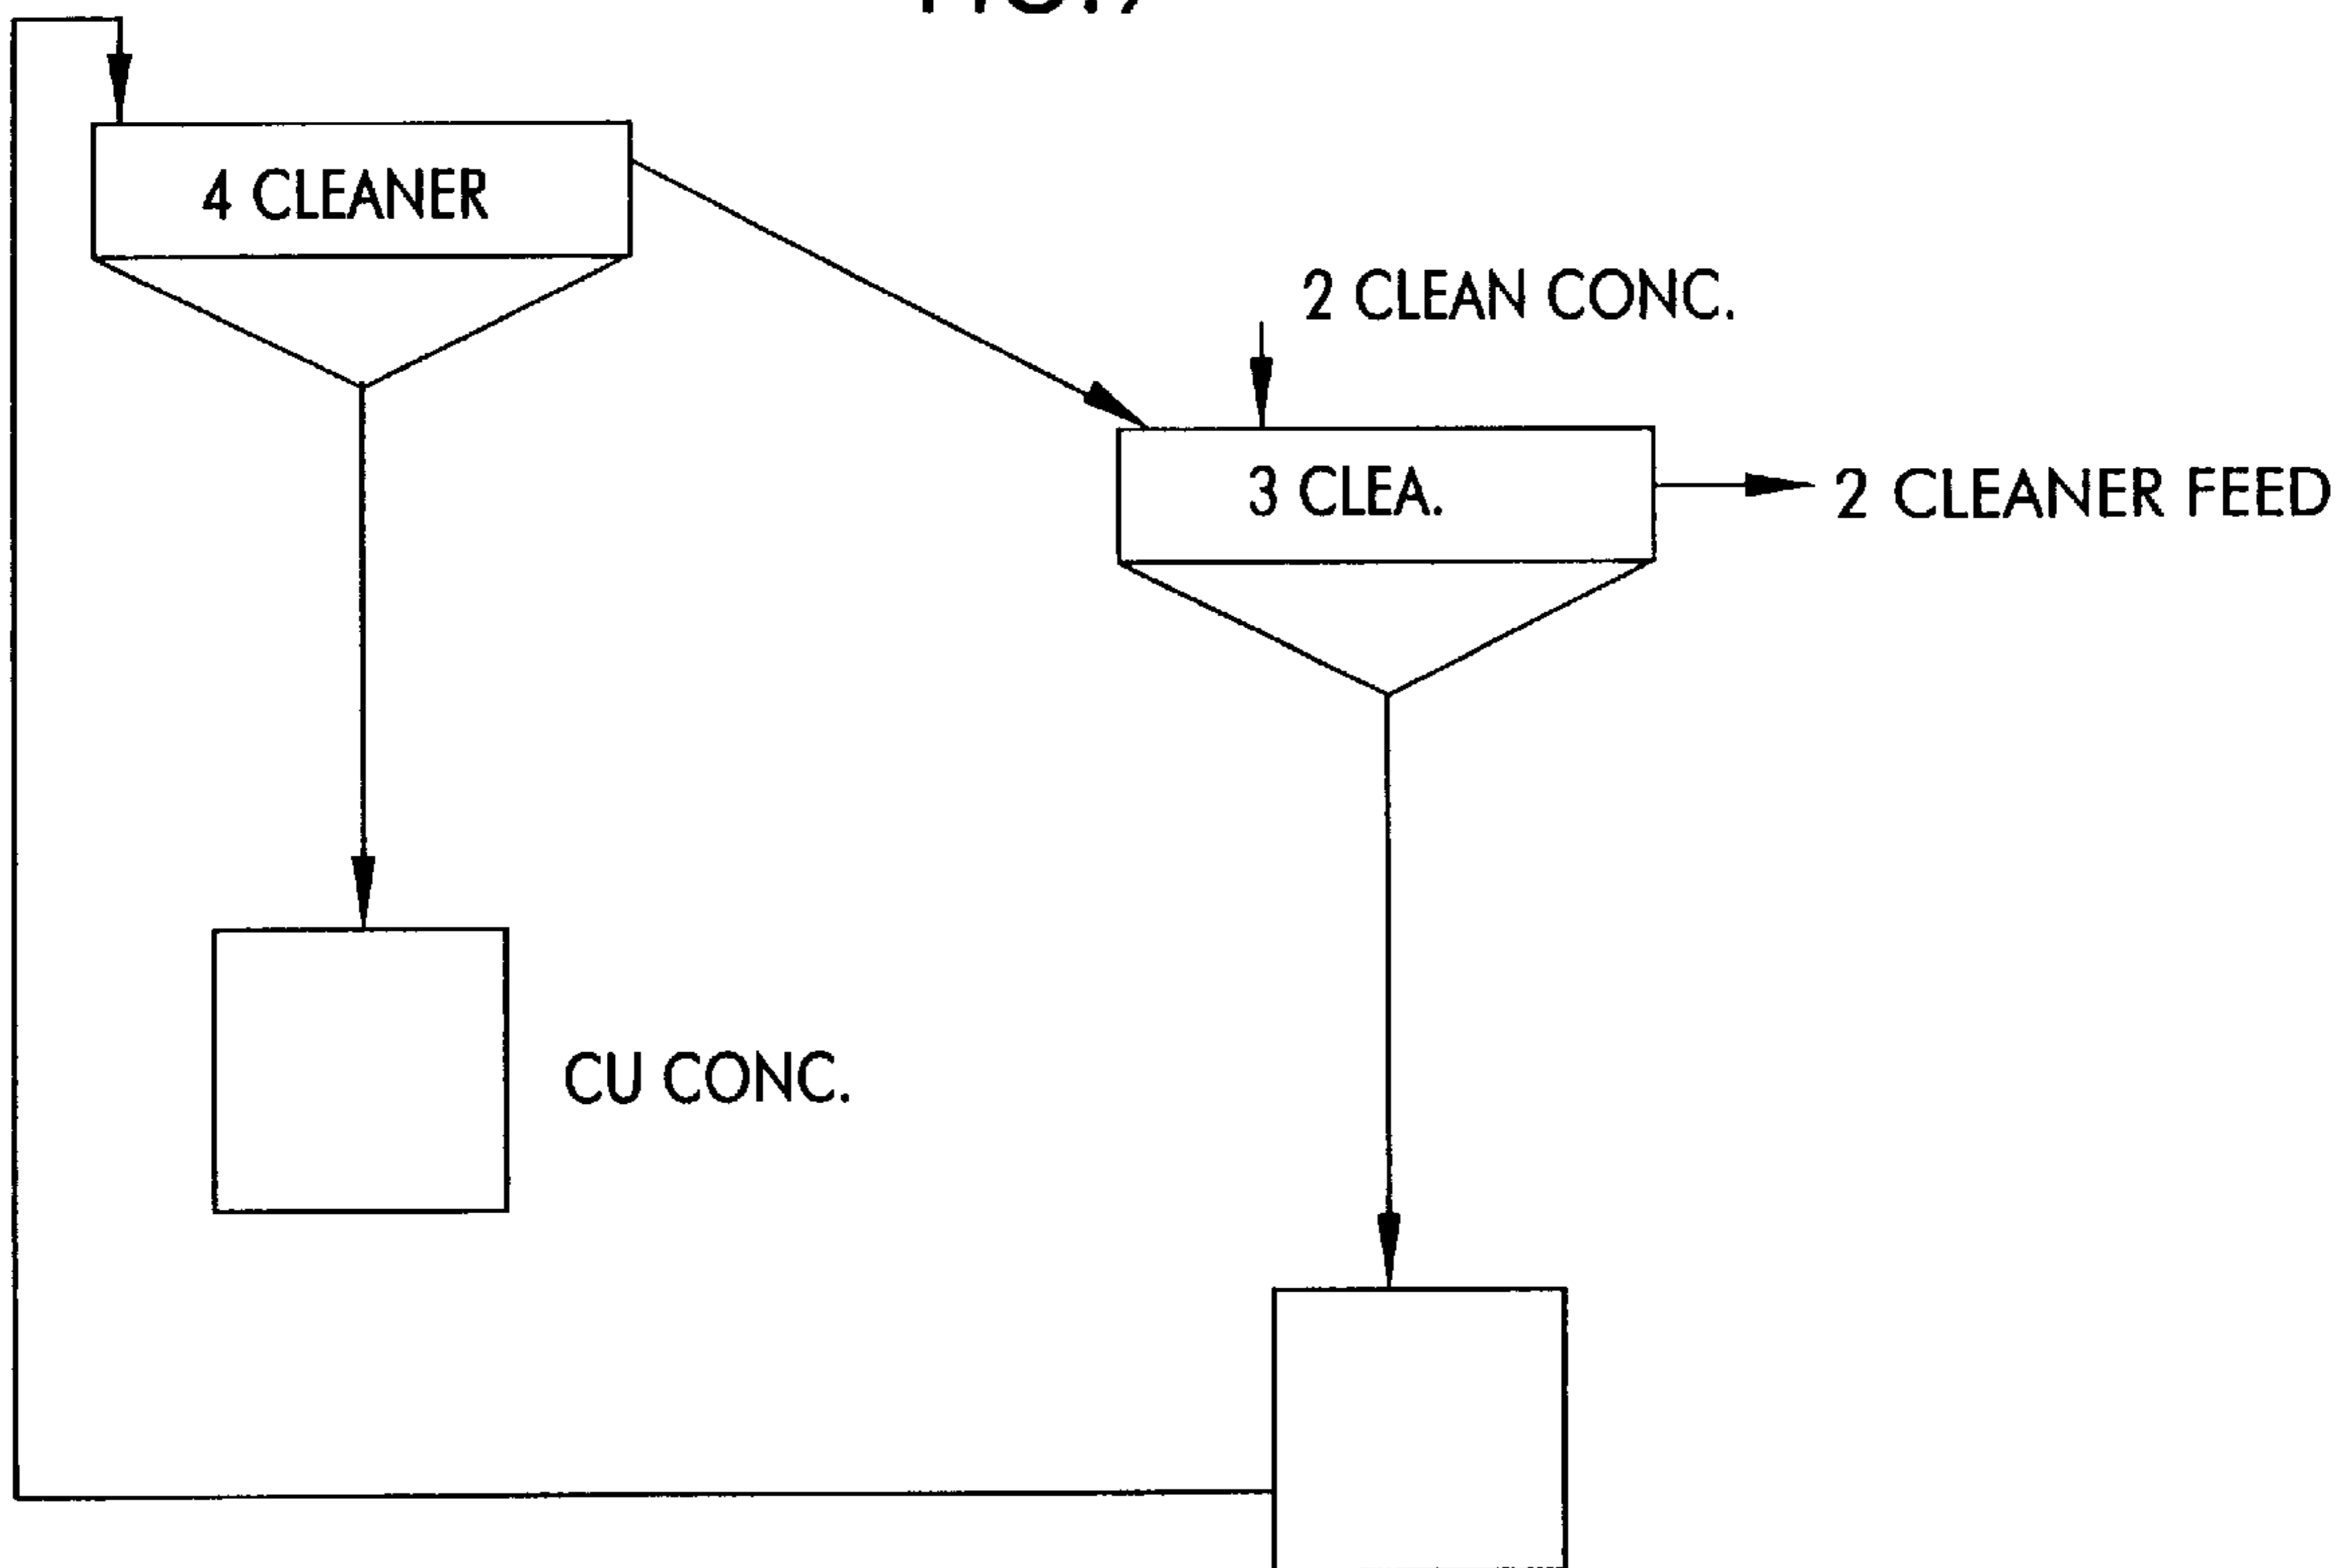 4 CLEANER
2 CLEAN CONC.
3 CLEA.
2 CLEANER FEED
CU CONC.